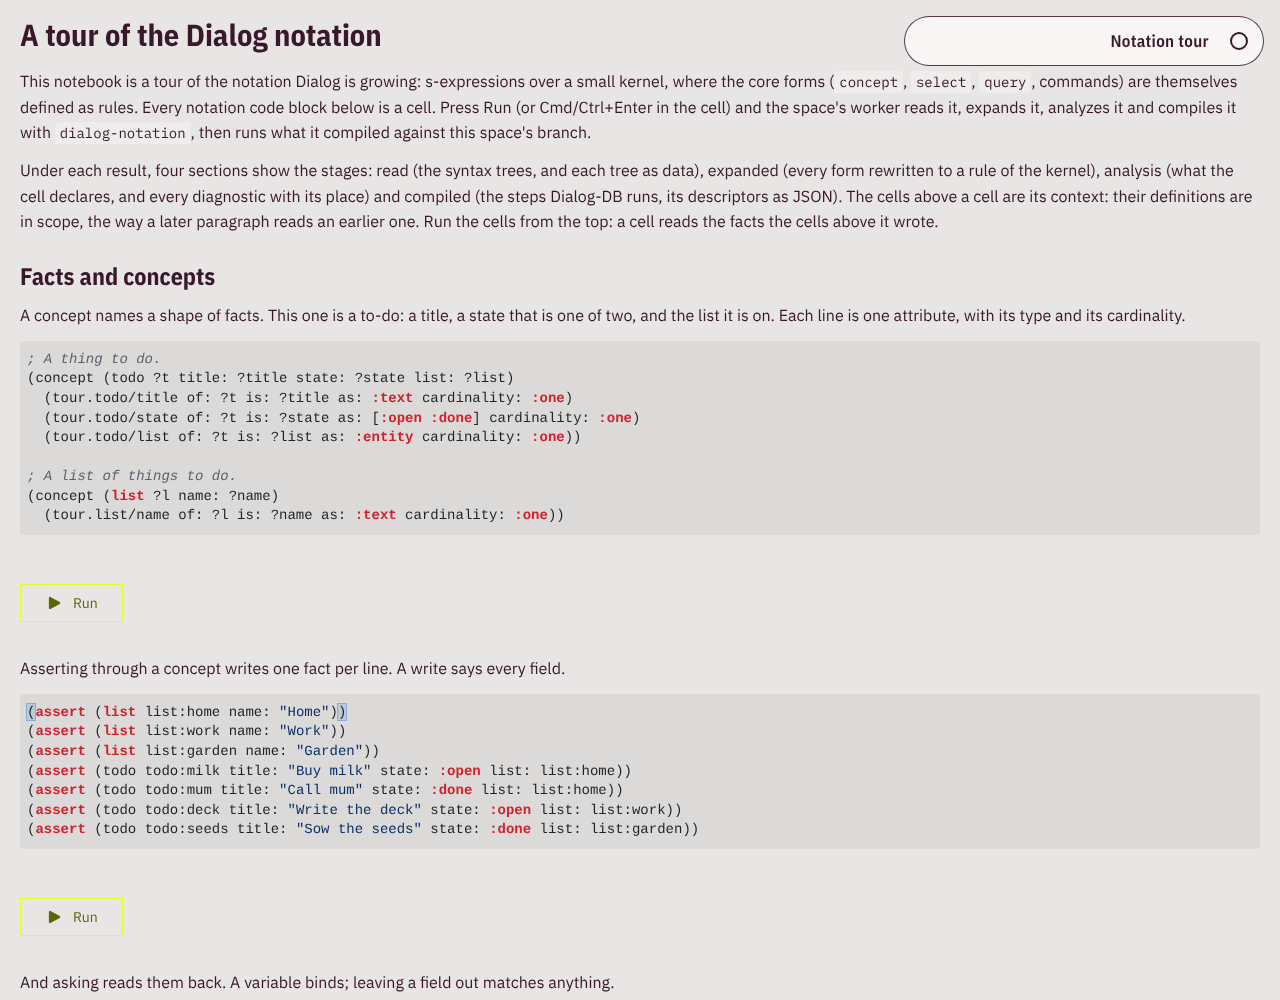 A tour of the Dialog notation
Notation tour
This notebook is a tour of the notation Dialog is growing: s-expressions over a small kernel, where the core forms ( concept , select , query , commands) are themselves
defined as rules. Every notation code block below is a cell. Press Run (or Cmd/Ctrl+Enter in the cell) and the space's worker reads it, expands it, analyzes it and compiles it
with dialog-notation , then runs what it compiled against this space's branch.
Under each result, four sections show the stages: read (the syntax trees, and each tree as data), expanded (every form rewritten to a rule of the kernel), analysis (what the
cell declares, and every diagnostic with its place) and compiled (the steps Dialog-DB runs, its descriptors as JSON). The cells above a cell are its context: their definitions are
in scope, the way a later paragraph reads an earlier one. Run the cells from the top: a cell reads the facts the cells above it wrote.
Facts and concepts
A concept names a shape of facts. This one is a to-do: a title, a state that is one of two, and the list it is on. Each line is one attribute, with its type and its cardinality.
; A thing to do.
(concept (todo ?t title: ?title state: ?state list: ?list)
  (tour.todo/title of: ?t is: ?title as: :text cardinality: :one)
  (tour.todo/state of: ?t is: ?state as: [:open :done] cardinality: :one)
  (tour.todo/list of: ?t is: ?list as: :entity cardinality: :one))
; A list of things to do.
(concept (list ?l name: ?name)
  (tour.list/name of: ?l is: ?name as: :text cardinality: :one))
Run
Asserting through a concept writes one fact per line. A write says every field.
(assert (list list:home name: "Home"))
(assert (list list:work name: "Work"))
(assert (list list:garden name: "Garden"))
(assert (todo todo:milk title: "Buy milk" state: :open list: list:home))
(assert (todo todo:mum title: "Call mum" state: :done list: list:home))
(assert (todo todo:deck title: "Write the deck" state: :open list: list:work))
(assert (todo todo:seeds title: "Sow the seeds" state: :done list: list:garden))
Run
And asking reads them back. A variable binds; leaving a field out matches anything.